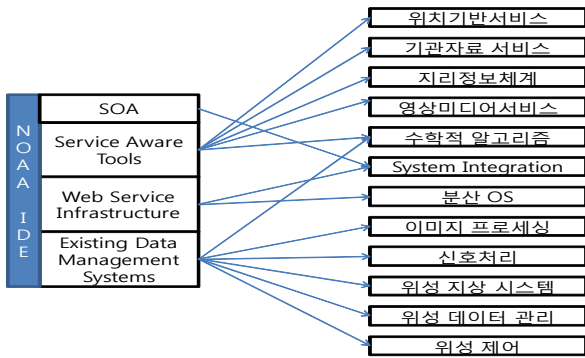 NOAA IDE
SOA
Service Aware
Tools
Web Service
Infrastructure
Existing Data
Management
Systems
위치기반서비스
기관자료 서비스
지리정보체계
영상미디어서비스
수학적 알고리즘
System Integration
분산 OS
이미지 프로세싱
신호처리
위성 지상 시스템
위성 데이터 관리
위성 제어